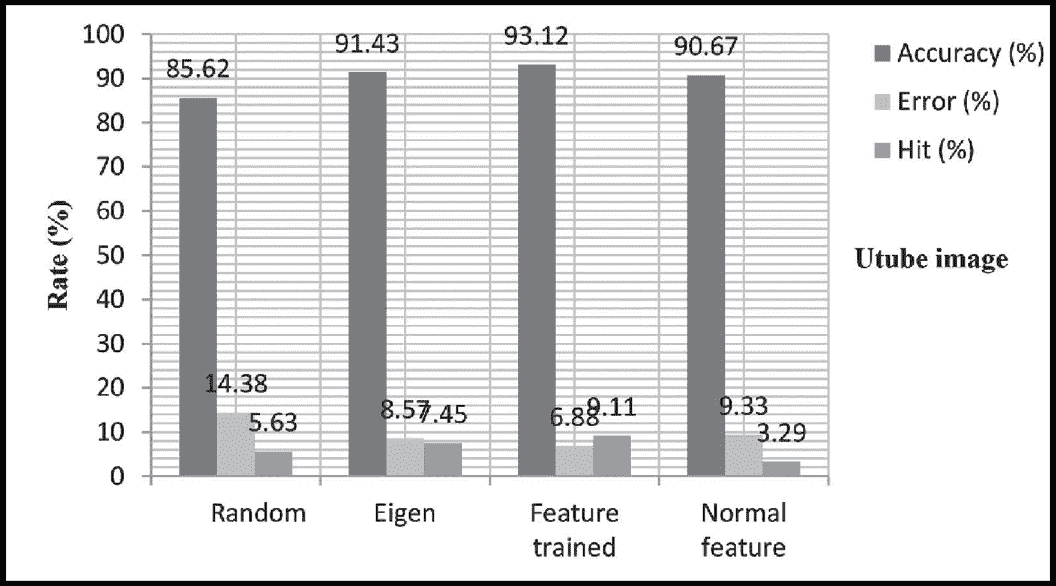 100
90
80
70
60
50
40
30
20
10
0
Rate (%)
85.62
14.38
5.63
91.43
8.57
7.45
93.12
6.88
9.11
90.67
9.33
3.29
Random
Eigen
Feature
trained
Normal
feature
Accuracy (%)
Error (%)
Hit (%)
Utube image